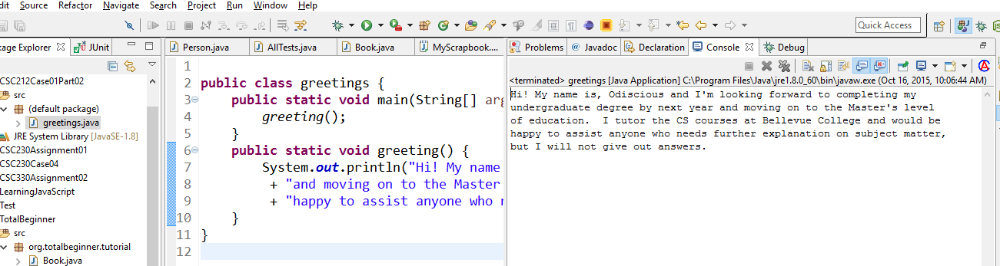 dit Source Refactor Navigate Search Project Run Window Help
Quick Access
kage Explorer JUnit
CSC212Case01Part02
src
(default package)
greetings.java
JRE System Library [JavaSE-1.8]
CSC230Assignment01
CSC230Case04
CSC330Assignment02
LearningJavaScript
Test
TotalBeginner
src
org.totalbeginner.tutorial
Book.java
Person.java AllTests.java Book.java MyScrapbook....
1
2 public class greetings {
3 public static void main(String[] arg
4 greeting();
5 }
6 public static void greeting() {
7 System.out.println("Hi! My name
8 + "and moving on to the Master
9 + "happy to assist anyone who n
10 }
11 }
12
Problems Javadoc Declaration Console Debug
<terminated> greetings [Java Application] C:\Program Files\Java\jre1.8.0_60\bin\javaw.exe (Oct 16, 2015, 10:06:44 AM)
Hi! My name is, Odiscious and I'm looking forward to completing my
undergraduate degree by next year and moving on to the Master's level
of education.  I tutor the CS courses at Bellevue College and would be
happy to assist anyone who needs further explanation on subject matter,
but I will not give out answers.